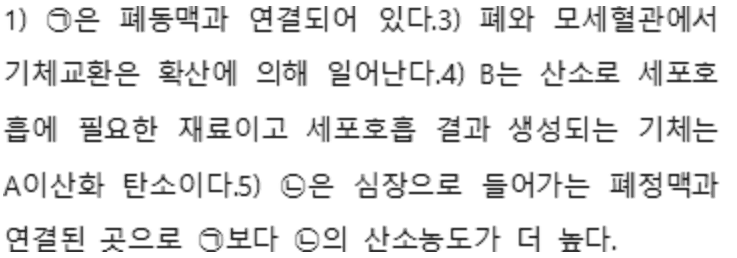 1) ㉠은 폐동맥과 연결되어 있다.3) 폐와 모세혈관에서
기체교환은 확산에 의해 일어난다.4) B는 산소로 세포호
흡에 필요한 재료이고 세포호흡 결과 생성되는 기체는
A이산화 탄소이다.5) ㉡은 심장으로 들어가는 폐정맥과
연결된 곳으로 ㉠보다 ㉡의 산소농도가 더 높다.